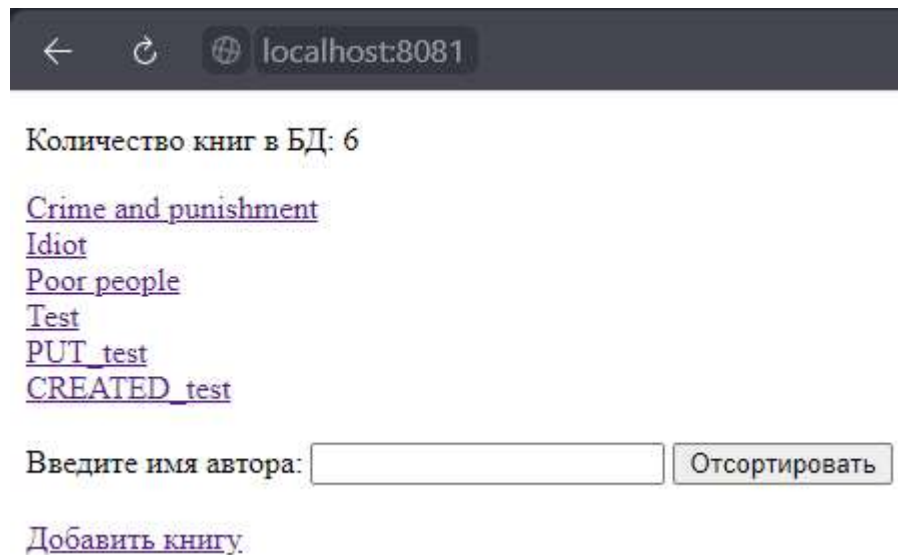 localhost:8081
Количество книг в БД: 6
Crime and punishment
Idiot
Poor people
Test
PUT_test
CREATED_test
Введите имя автора: Отсортировать
Добавить книгу